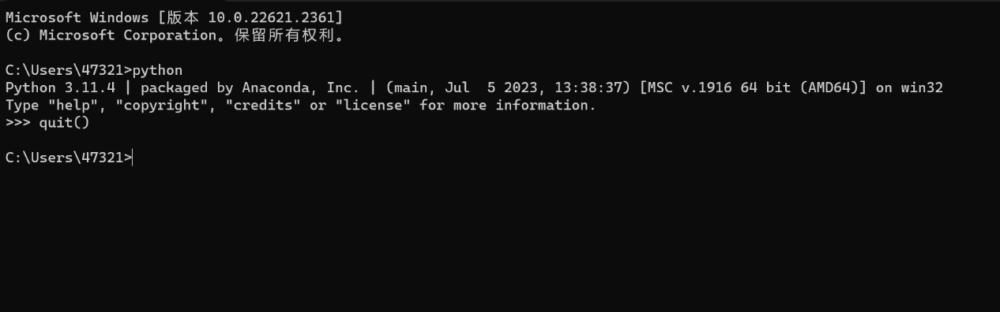 Microsoft Windows [版本 10.0.22621.2361]
(c) Microsoft Corporation。保留所有权利。
C:\Users\47321>python
Python 3.11.4 | packaged by Anaconda, Inc. | (main, Jul  5 2023, 13:38:37) [MSC v.1916 64 bit (AMD64)] on win32
Type "help", "copyright", "credits" or "license" for more information.
>>> quit()
C:\Users\47321>